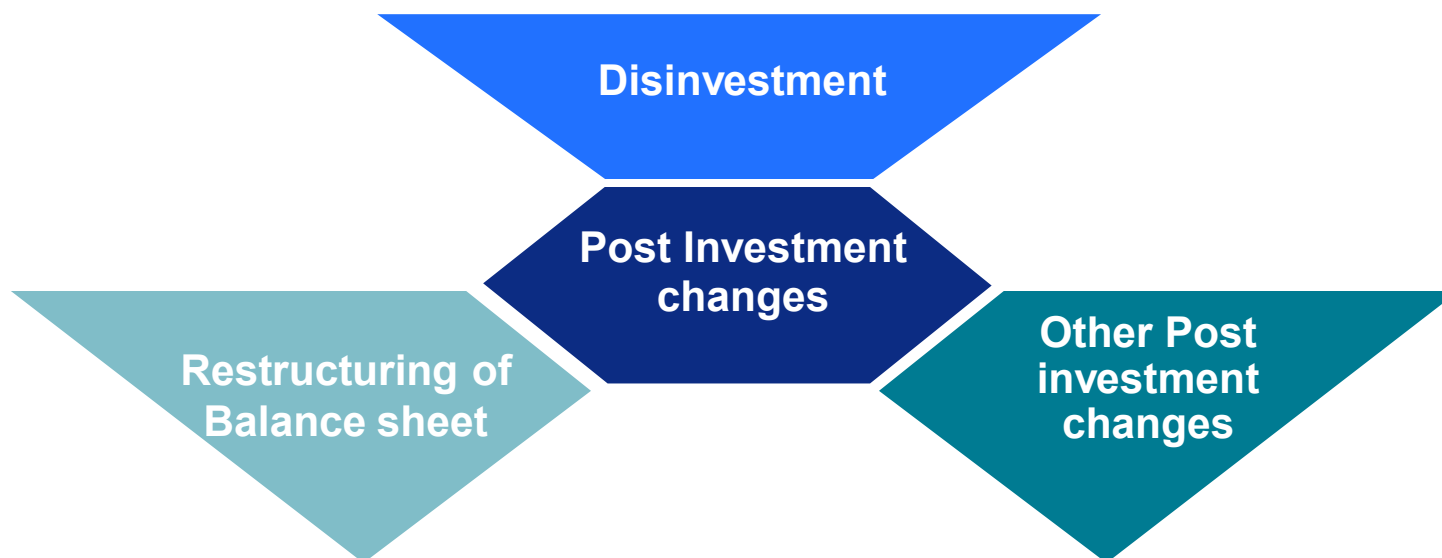 Disinvestment
Post Investment
changes
Restructuring of
Balance sheet
Other Post
investment
changes